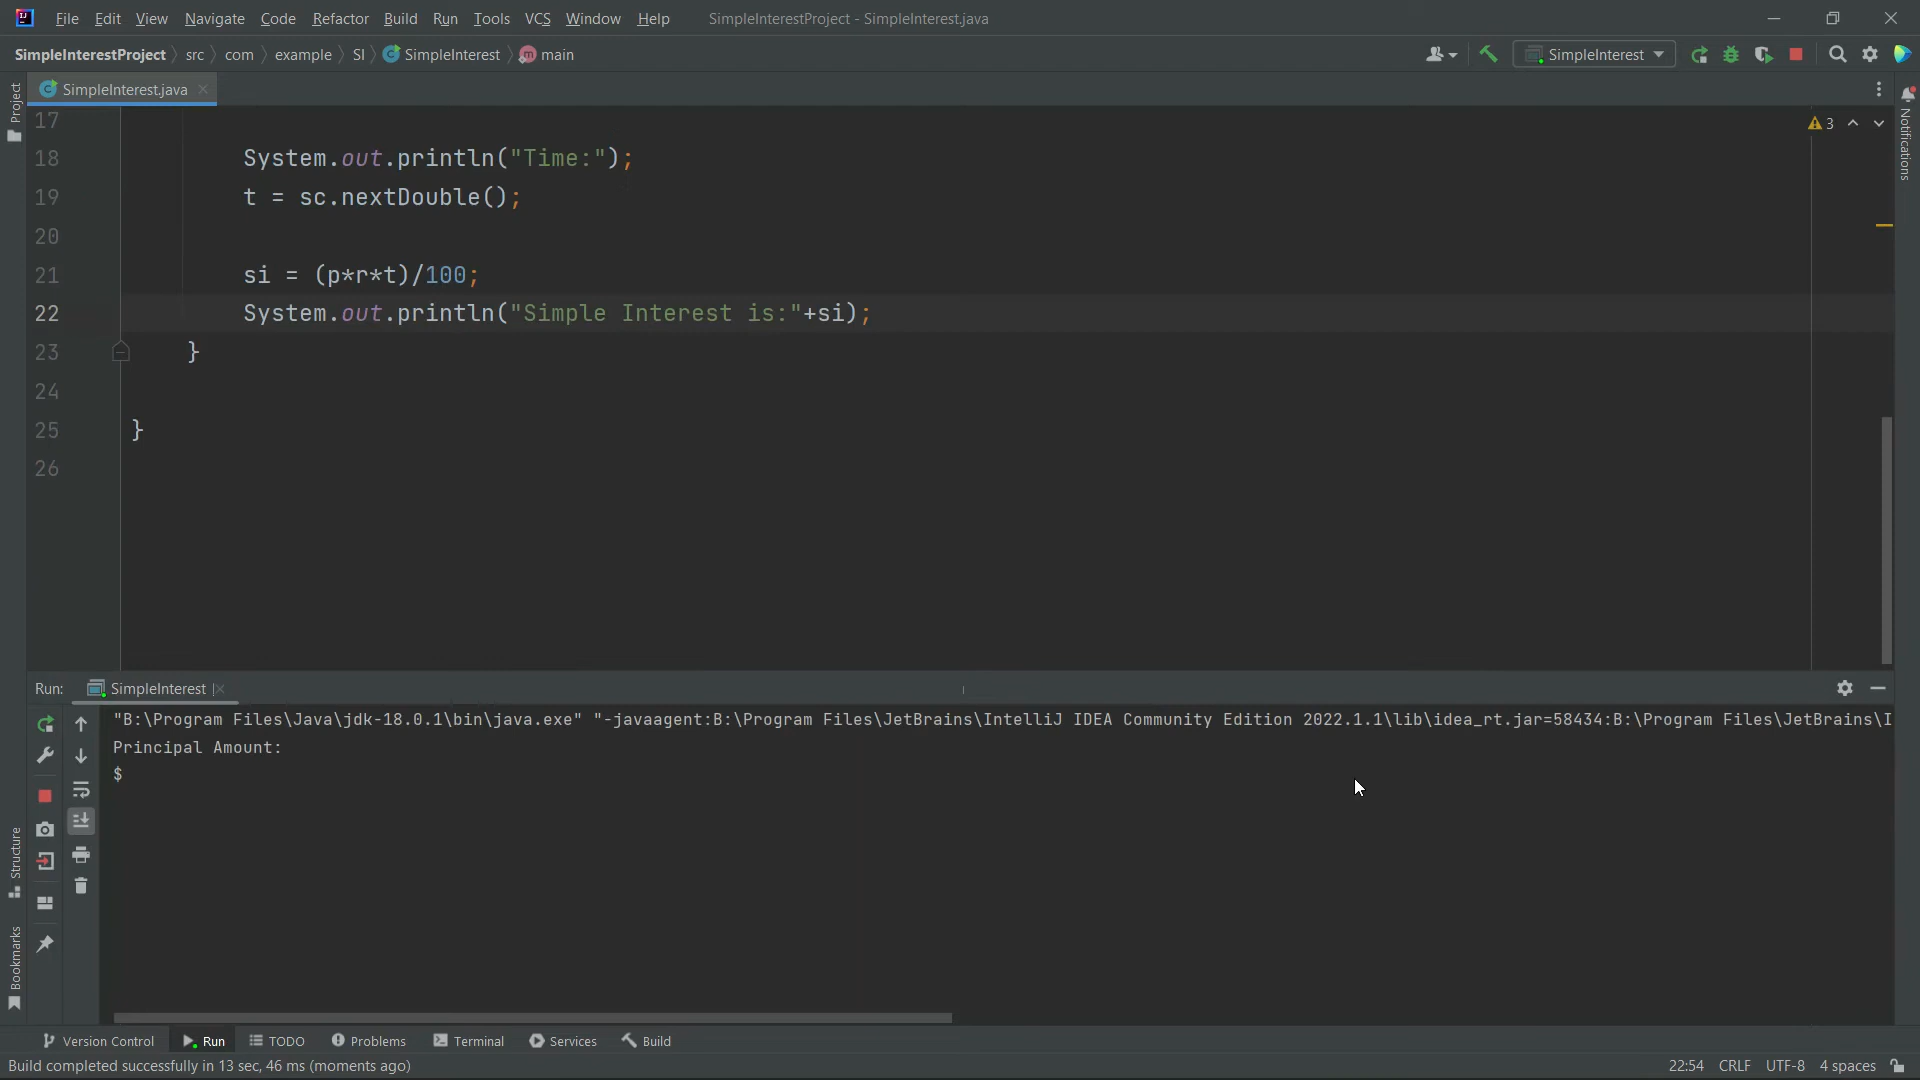 File Edit View Navigate Code Refactor Build Run Tools VCS Window Help SimpleInterestProject - SimpleInterest.java
SimpleInterestProject src com example SI SimpleInterest main SimpleInterest
SimpleInterest.java
Project
Notifications
3
17
18 System.out.println("Time:");
19 t = sc.nextDouble();
20
21 si = (p*r*t)/100;
22 System.out.println("Simple Interest is:"+si);
23 }
24
25 }
26
Run: SimpleInterest
"B:\Program Files\Java\jdk-18.0.1\bin\java.exe" "-javaagent:B:\Program Files\JetBrains\IntelliJ IDEA Community Edition 2022.1.1\lib\idea_rt.jar=58434:B:\Program Files\JetBrains\I
Principal Amount:
$
Structure
Bookmarks
Version Control Run TODO Problems Terminal Services Build
Build completed successfully in 13 sec, 46 ms (moments ago) 22:54 CRLF UTF-8 4 spaces